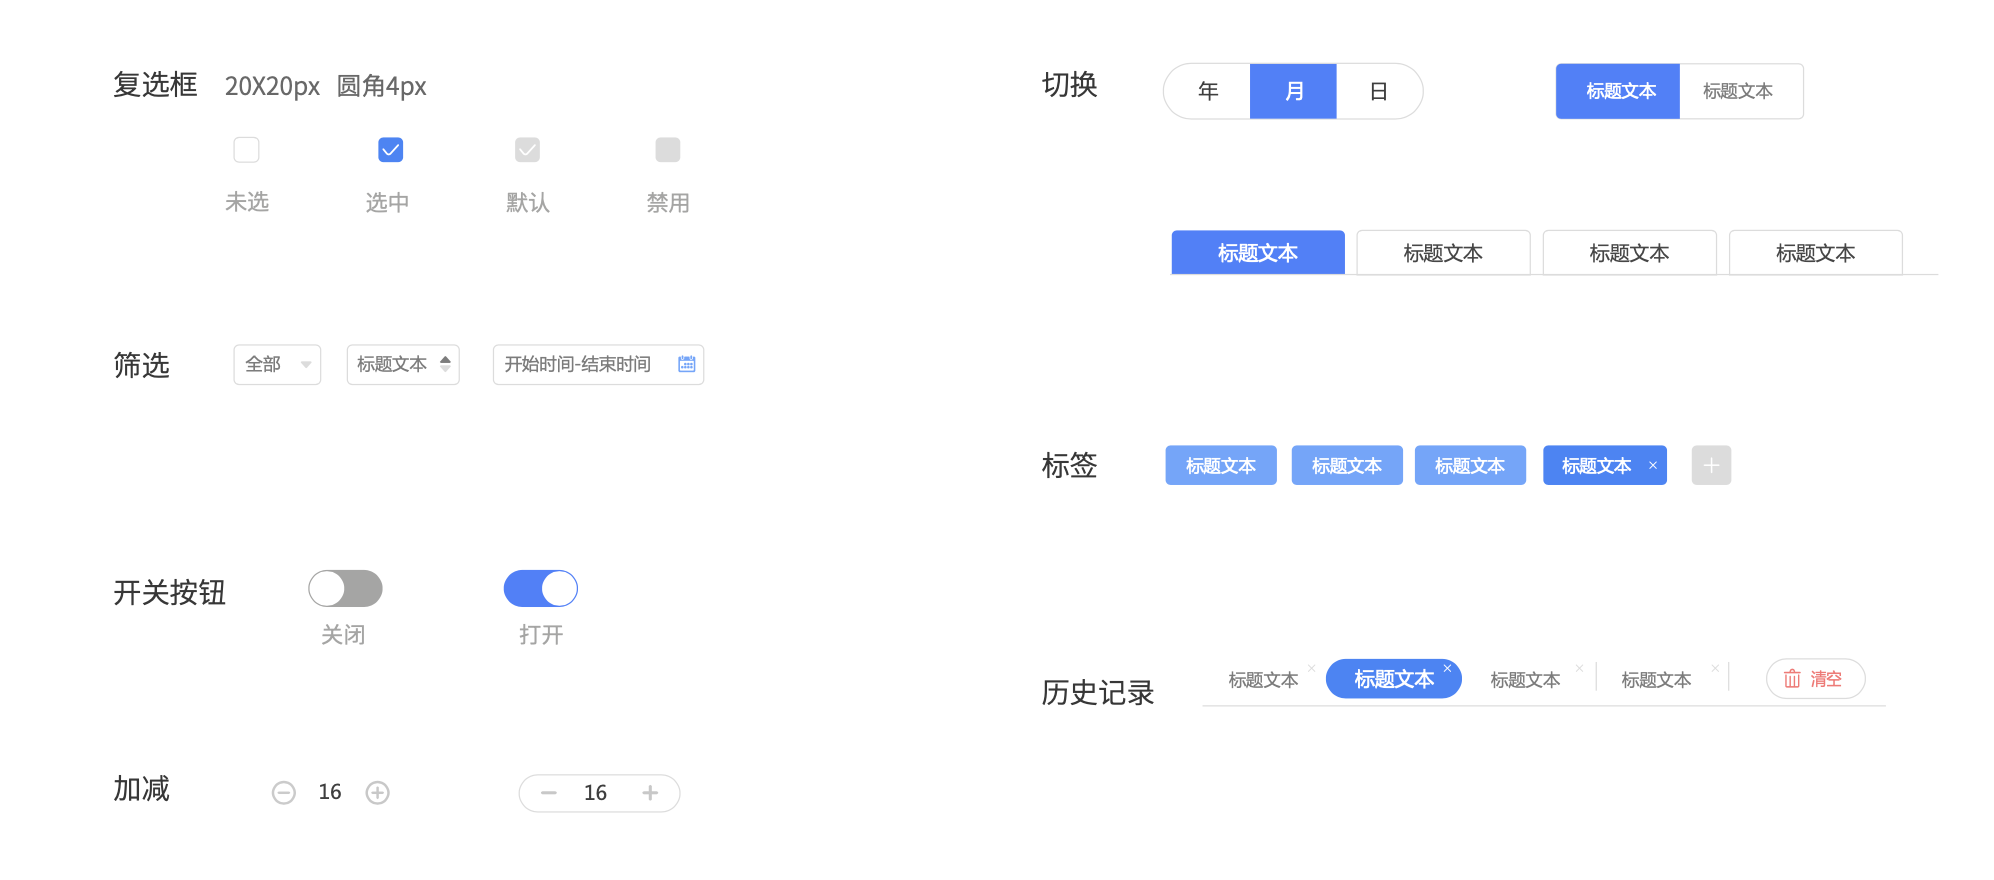 复选框 20X20px 圆角4px
未选 选中 默认 禁用
筛选 全部 标题文本 开始时间-结束时间
开关按钮
关闭 打开
加减 16 16
切换 年 月 日 标题文本 标题文本
标题文本 标题文本 标题文本 标题文本
标签 标题文本 标题文本 标题文本 标题文本 ×
历史记录 标题文本 × 标题文本 × 标题文本 × 标题文本 × 清空